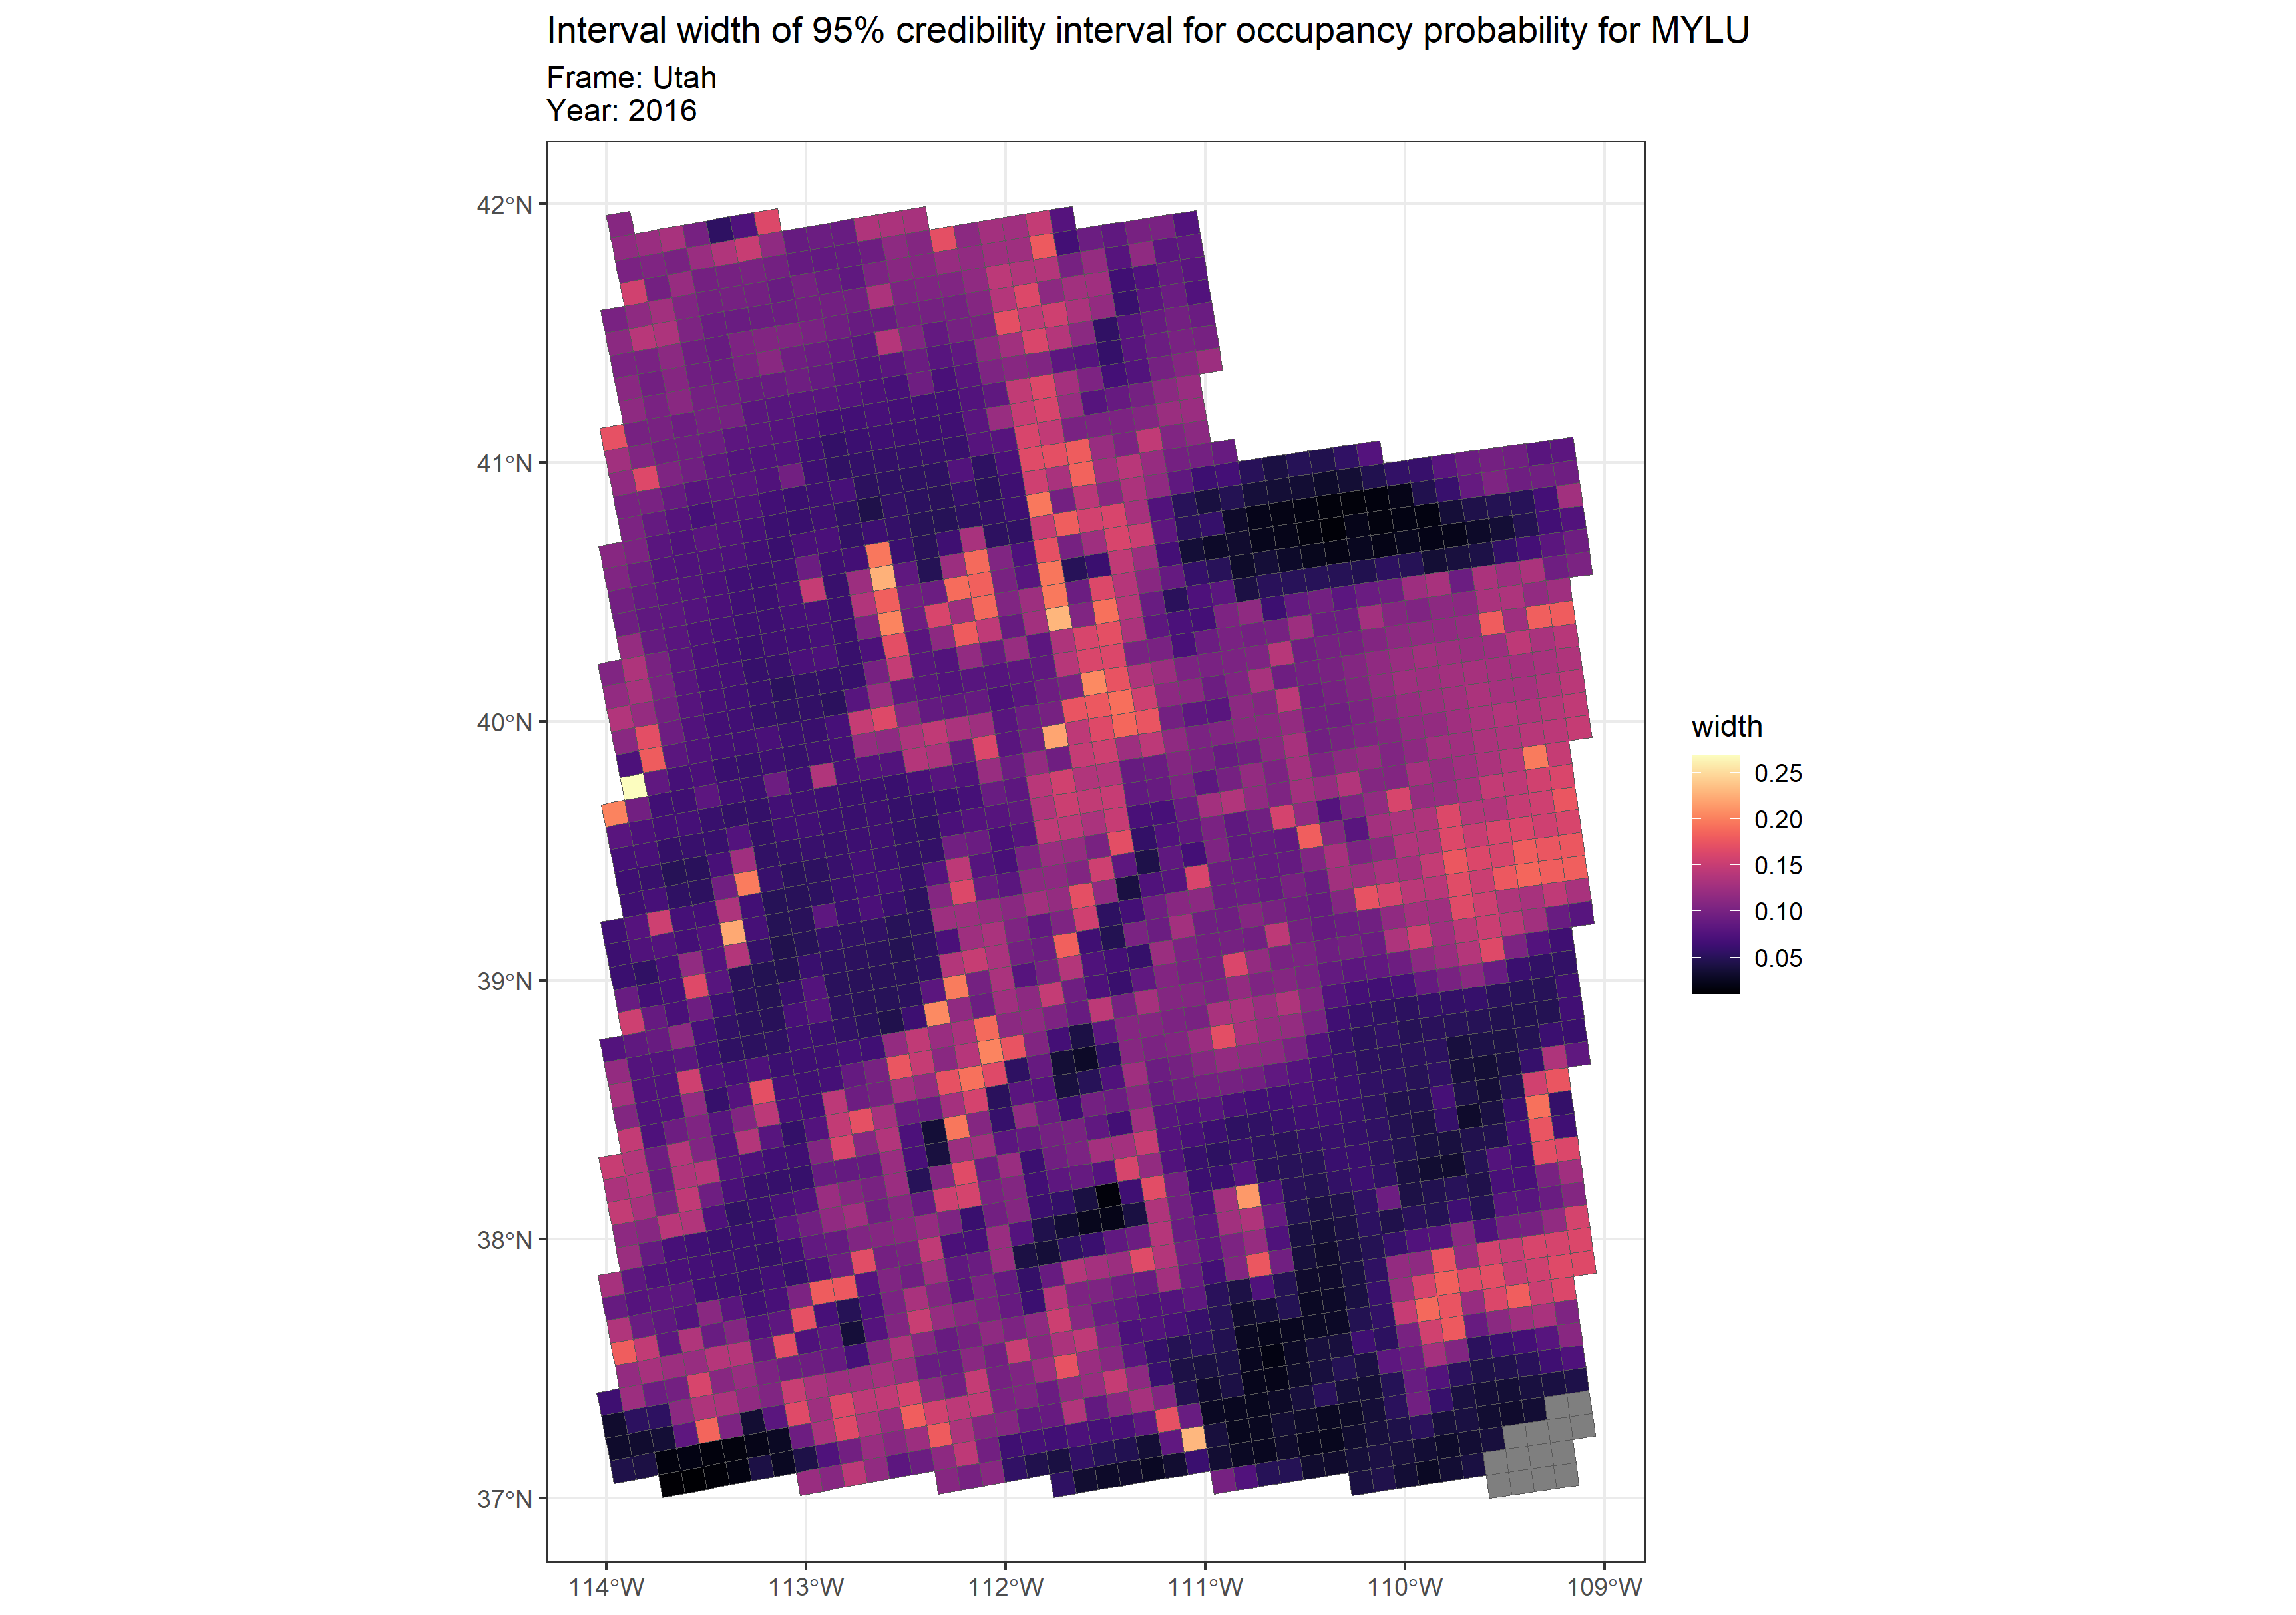 Interval width of 95% credibility interval for occupancy probability for MYLU
Frame: Utah
Year: 2016
42°N
41°N
40°N
39°N
38°N
37°N
114°W
113°W
112°W
111°W
110°W
109°W
width
0.25
0.20
0.15
0.10
0.05